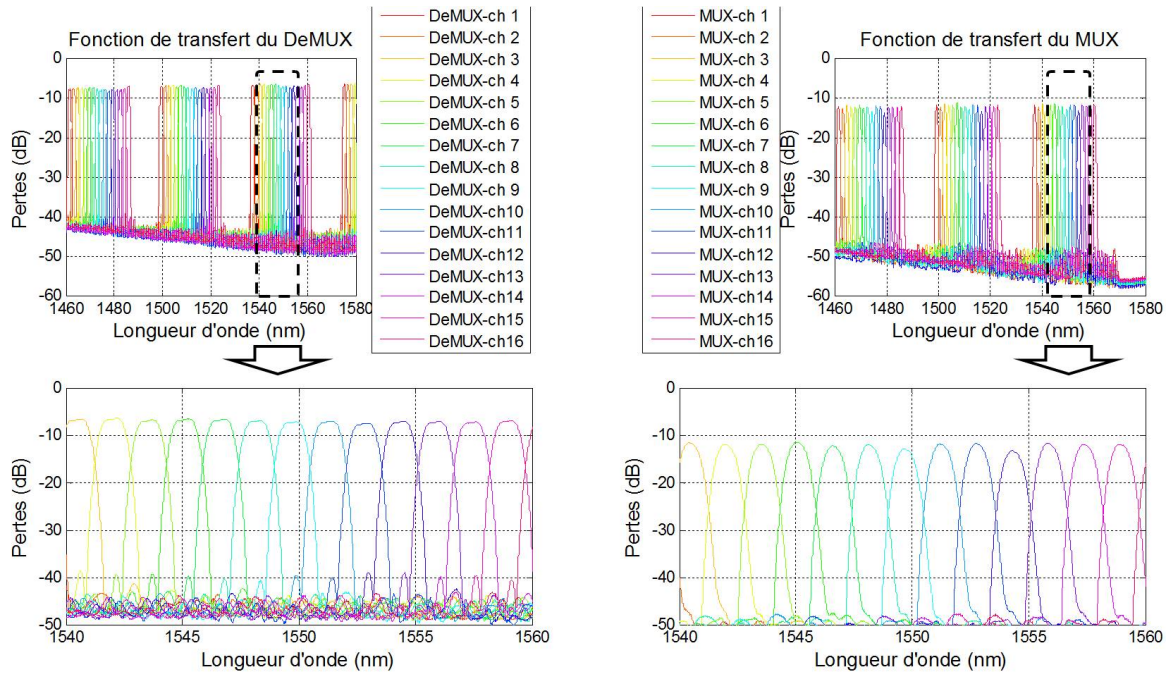 Fonction de transfert du DeMUX
0
-10
-20
-30
-40
-50
-60
Pertes (dB)
1460 1480 1500 1520 1540 1560 1580
Longueur d'onde (nm)
DeMUX-ch 1
DeMUX-ch 2
DeMUX-ch 3
DeMUX-ch 4
DeMUX-ch 5
DeMUX-ch 6
DeMUX-ch 7
DeMUX-ch 8
DeMUX-ch 9
DeMUX-ch10
DeMUX-ch11
DeMUX-ch12
DeMUX-ch13
DeMUX-ch14
DeMUX-ch15
DeMUX-ch16
MUX-ch 1
MUX-ch 2
MUX-ch 3
MUX-ch 4
MUX-ch 5
MUX-ch 6
MUX-ch 7
MUX-ch 8
MUX-ch 9
MUX-ch10
MUX-ch11
MUX-ch12
MUX-ch13
MUX-ch14
MUX-ch15
MUX-ch16
Fonction de transfert du MUX
0
-10
-20
-30
-40
-50
-60
Pertes (dB)
1460 1480 1500 1520 1540 1560 1580
Longueur d'onde (nm)
0
-10
-20
-30
-40
-50
Pertes (dB)
1540 1545 1550 1555 1560
Longueur d'onde (nm)
0
-10
-20
-30
-40
-50
Pertes (dB)
1540 1545 1550 1555 1560
Longueur d'onde (nm)